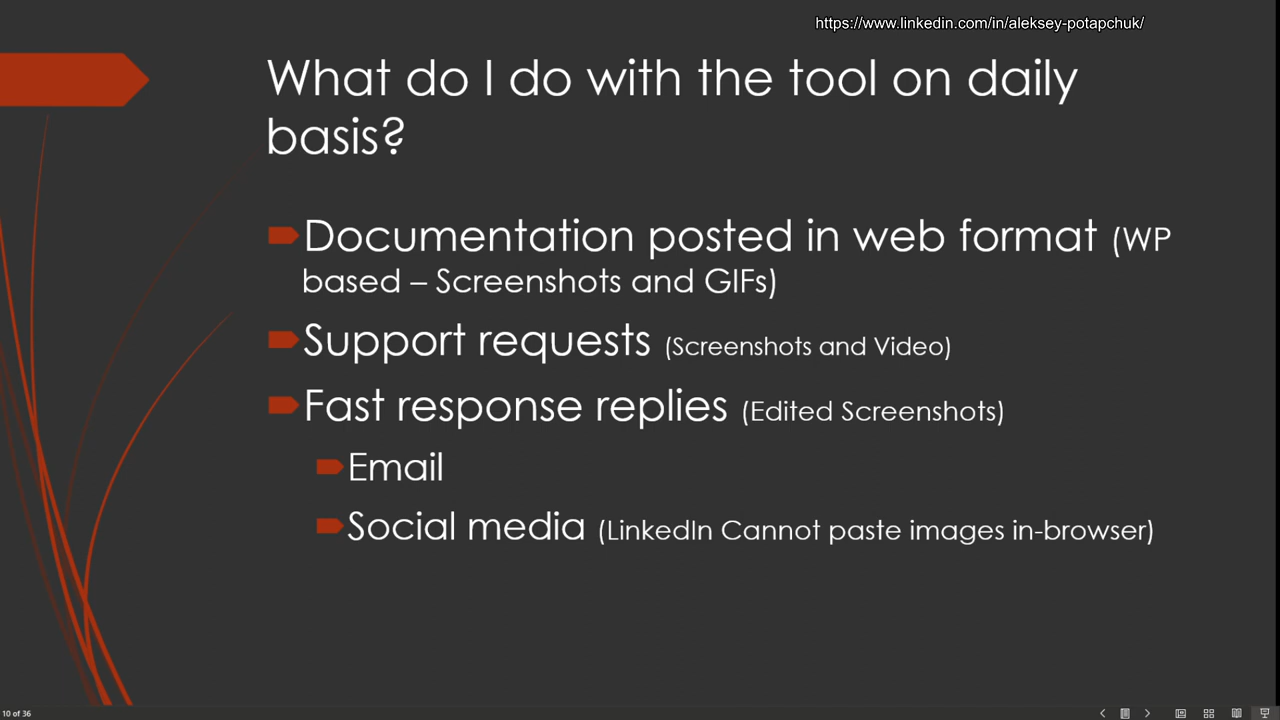 https://www.linkedin.com/in/aleksey-potapchuk/
What do I do with the tool on daily
basis?
Documentation posted in web format (WP
based – Screenshots and GIFs)
Support requests (Screenshots and Video)
Fast response replies (Edited Screenshots)
Email
Social media (LinkedIn Cannot paste images in-browser)
10 of 36